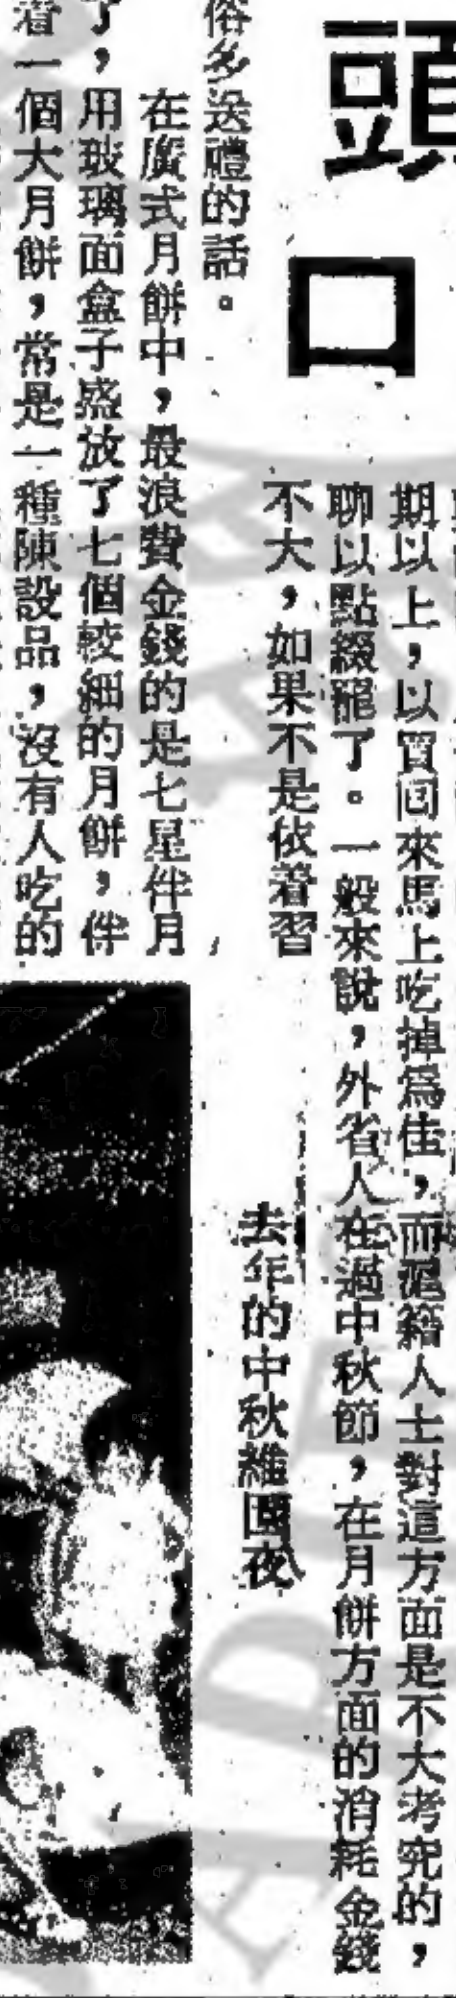 頭
口
期以上，以買回來馬上吃掉爲佳，而滬籍人士對這方面是不大考究的，
聊以點綴罷了。一般來說，外省人在過中秋節，在月餅方面的消耗金錢
不大，如果不是依着習
俗多送禮的話。
在廣式月餅中，最浪費金錢的是七星伴月
了，用玻璃面盒子盛放了七個較細的月餅，伴
着一個大月餅，常是一種陳設品，沒有人吃的
去年的中秋維園夜